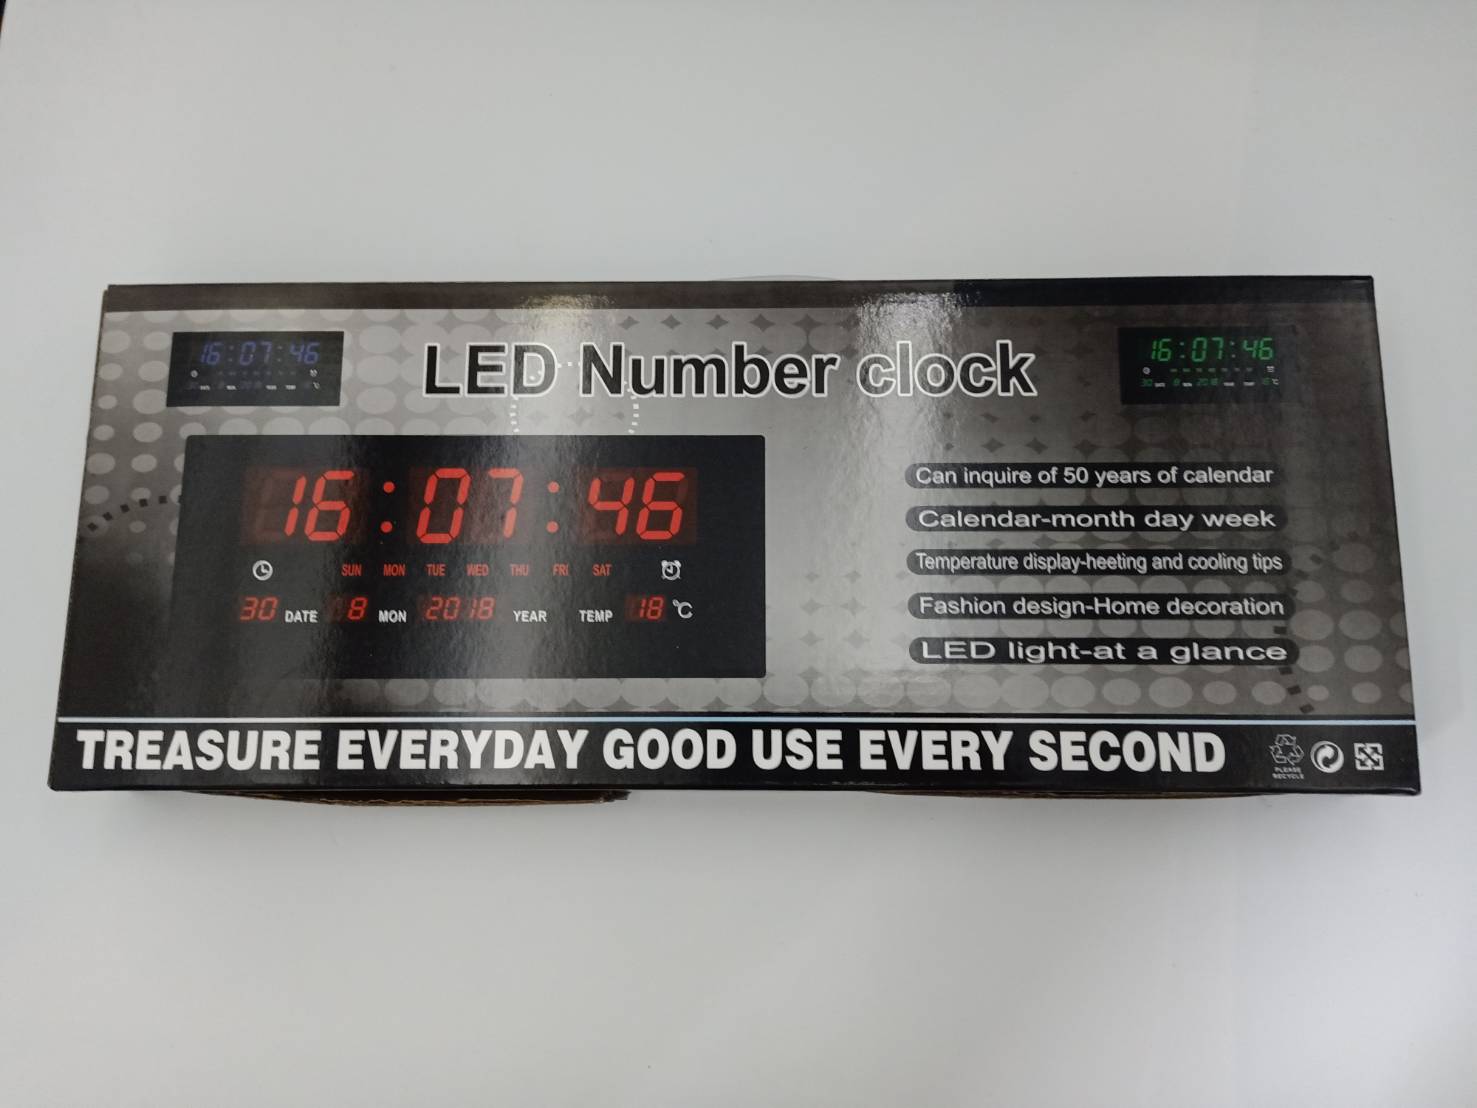 16:07:46
LED Number clock
16:07:46
16:07:46
SUN MON TUE WED THU FRI SAT
30 DATE 8 MON 2018 YEAR TEMP 18 °C
Can inquire of 50 years of calendar
Calendar-month day week
Temperature display-heeting and cooling tips
Fashion design-Home decoration
LED light-at a glance
TREASURE EVERYDAY GOOD USE EVERY SECOND
PLEASE
RECYCLE